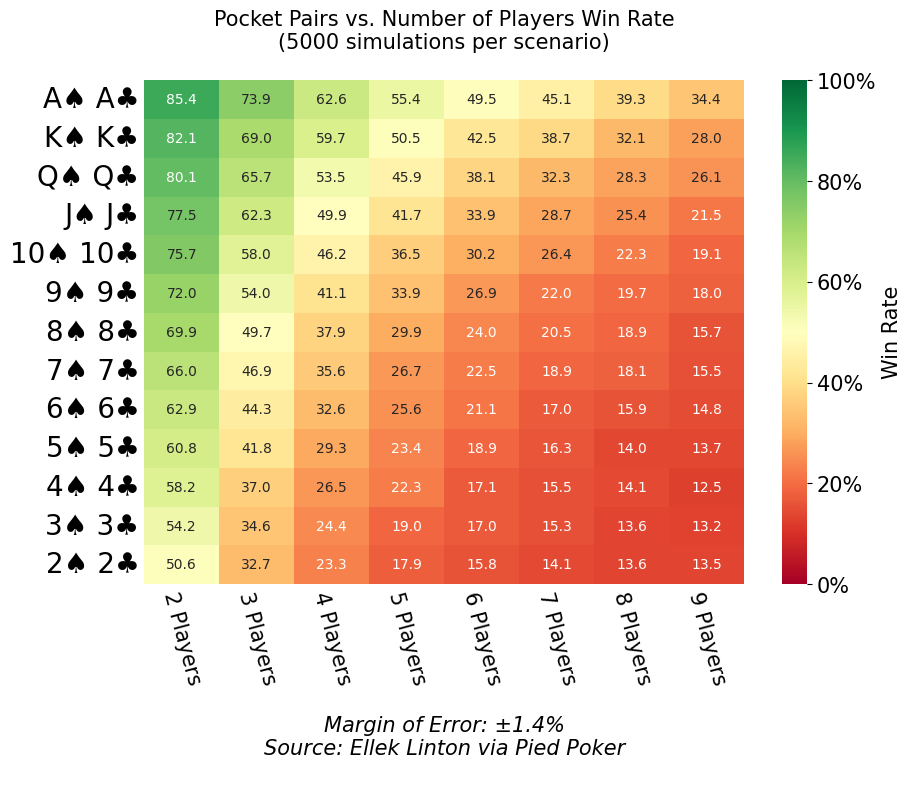 Pocket Pairs vs. Number of Players Win Rate
(5000 simulations per scenario)
A♠ A♣ 85.4 73.9 62.6 55.4 49.5 45.1 39.3 34.4
K♠ K♣ 82.1 69.0 59.7 50.5 42.5 38.7 32.1 28.0
Q♠ Q♣ 80.1 65.7 53.5 45.9 38.1 32.3 28.3 26.1
J♠ J♣ 77.5 62.3 49.9 41.7 33.9 28.7 25.4 21.5
10♠ 10♣ 75.7 58.0 46.2 36.5 30.2 26.4 22.3 19.1
9♠ 9♣ 72.0 54.0 41.1 33.9 26.9 22.0 19.7 18.0
8♠ 8♣ 69.9 49.7 37.9 29.9 24.0 20.5 18.9 15.7
7♠ 7♣ 66.0 46.9 35.6 26.7 22.5 18.9 18.1 15.5
6♠ 6♣ 62.9 44.3 32.6 25.6 21.1 17.0 15.9 14.8
5♠ 5♣ 60.8 41.8 29.3 23.4 18.9 16.3 14.0 13.7
4♠ 4♣ 58.2 37.0 26.5 22.3 17.1 15.5 14.1 12.5
3♠ 3♣ 54.2 34.6 24.4 19.0 17.0 15.3 13.6 13.2
2♠ 2♣ 50.6 32.7 23.3 17.9 15.8 14.1 13.6 13.5
2 Players 3 Players 4 Players 5 Players 6 Players 7 Players 8 Players 9 Players
100%
80%
60%
40%
20%
0%
Win Rate
Margin of Error: ±1.4%
Source: Ellek Linton via Pied Poker